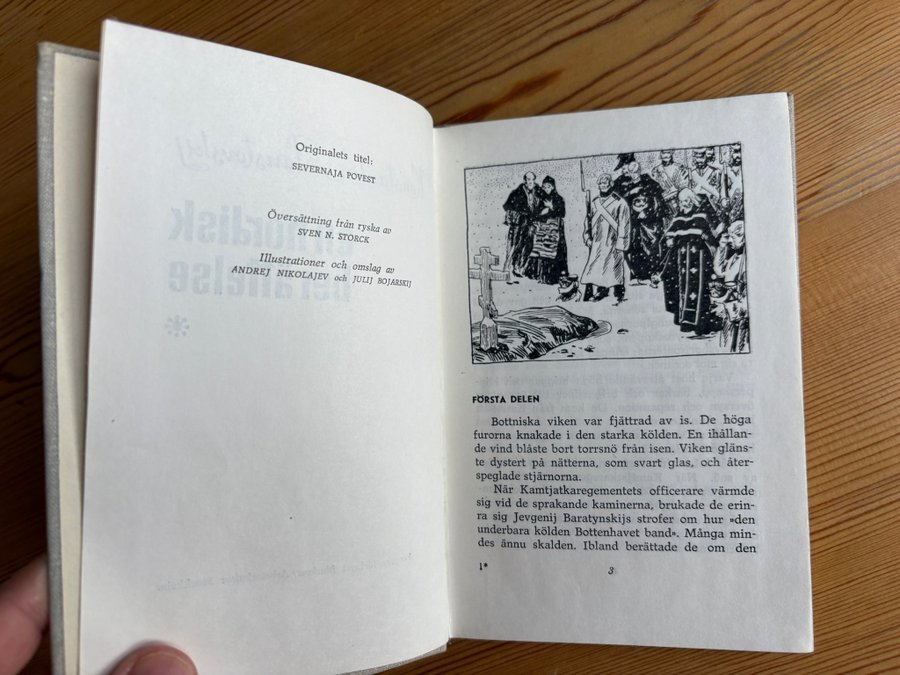 Originalets titel:
SEVERNAJA POVEST
Översättning från ryska av
SVEN N. STORCK
Illustrationer och omslag av
ANDREJ NIKOLAJEV och JULIJ BOJARSKIJ
FÖRSTA DELEN
Bottniska viken var fjättrad av is. De höga
furorna knakade i den starka kölden. En ihållan-
de vind blåste bort torrsnö från isen. Viken gläns-
te dystert på nätterna, som svart glas, och åter-
speglade stjärnorna.
När Kamtjatkaregementets officerare värmde
sig vid de sprakande kaminerna, brukade de erin-
ra sig Jevgenij Baratynskijs strofer om hur »den
underbara kölden Bottenhavet band». Många min-
des ännu skalden. Ibland berättade de om den
1*
3